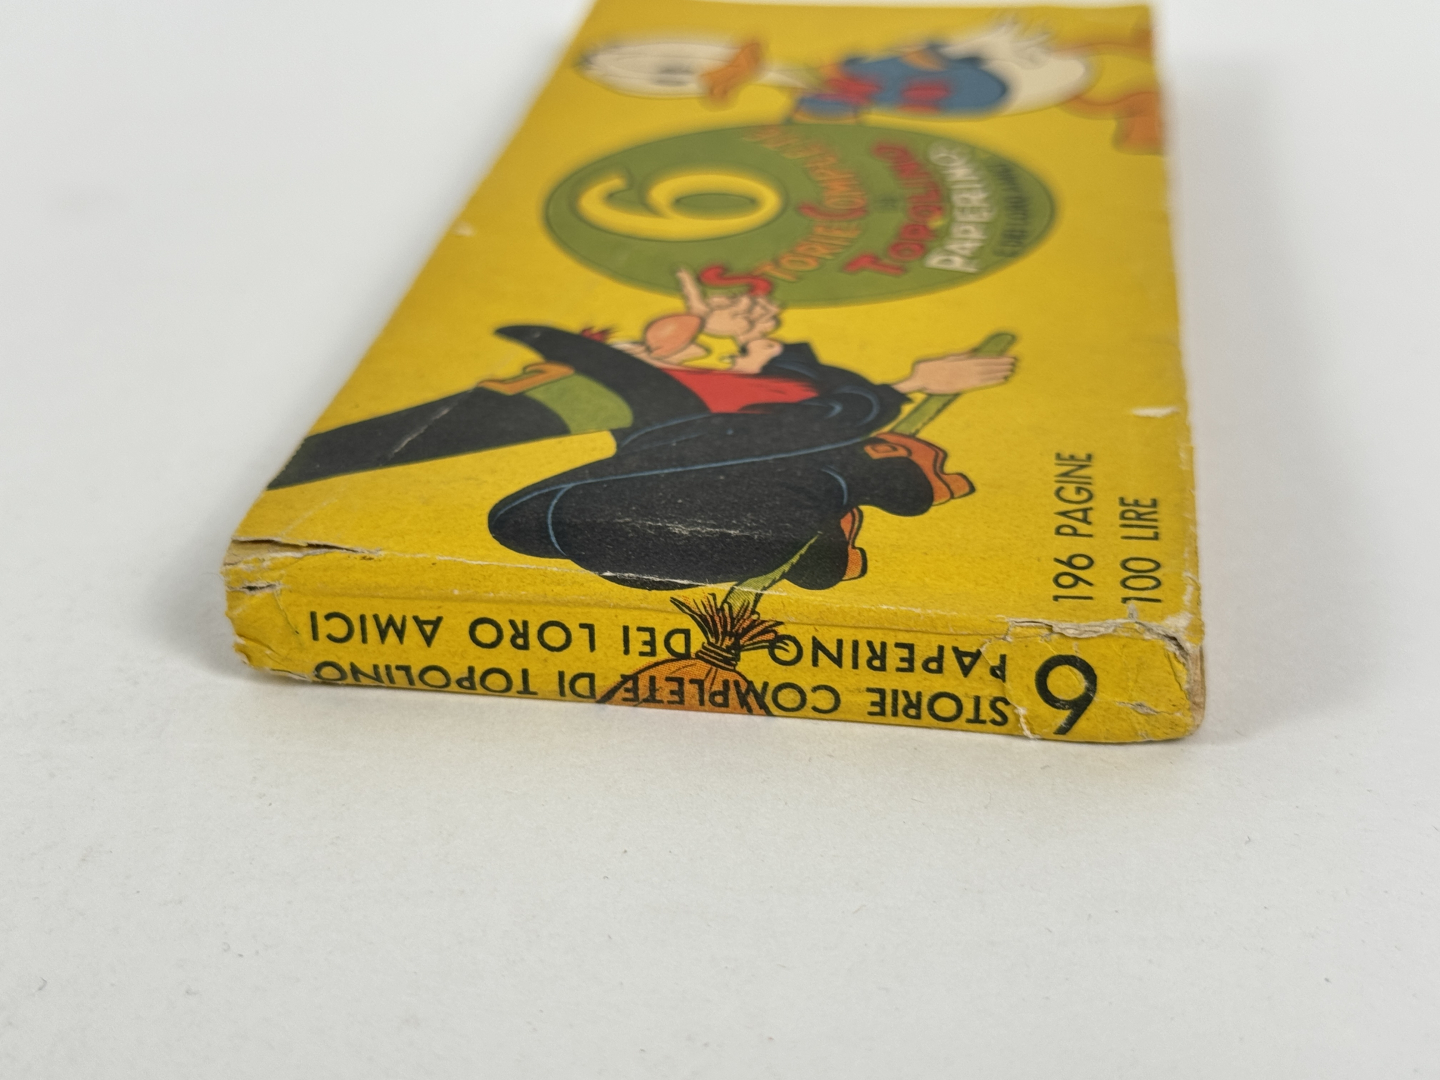 6
STORIE COMPLETE
TOPOLINO
PAPERINO
196 PAGINE
100 LIRE
6
STORIE COMPLETE DI TOPOLINO
PAPERINO DEI LORO AMICI